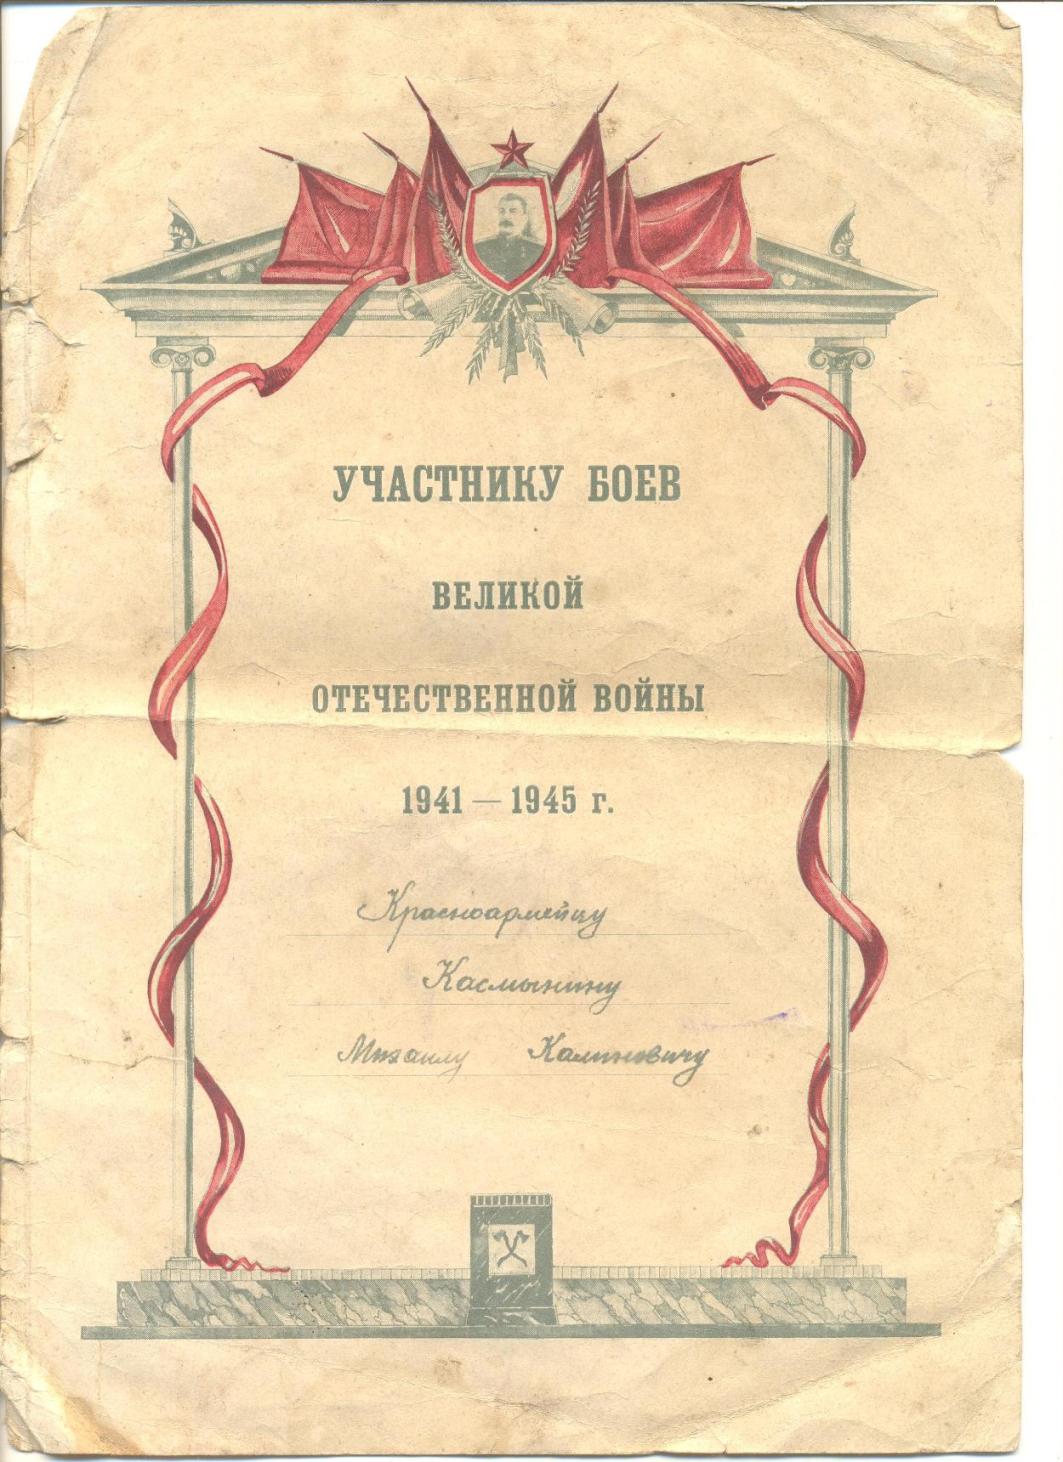 УЧАСТНИКУ БОЕВ
ВЕЛИКОЙ
ОТЕЧЕСТВЕННОЙ ВОЙНЫ
1941 — 1945 г.
Красноармейцу
Касмынину
Михаилу Калиновичу